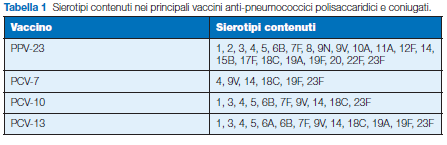 Tabella 1 Sierotipi contenuti nei principali vaccini anti-pneumococcici polisaccaridici e coniugati.
Vaccino Sierotipi contenuti
PPV-23 1, 2, 3, 4, 5, 6B, 7F, 8, 9N, 9V, 10A, 11A, 12F, 14,
15B, 17F, 18C, 19A, 19F, 20, 22F, 23F
PCV-7 4, 9V, 14, 18C, 19F, 23F
PCV-10 1, 3, 4, 5, 6B, 7F, 9V, 14, 18C, 23F
PCV-13 1, 3, 4, 5, 6A, 6B, 7F, 9V, 14, 18C, 19A, 19F, 23F